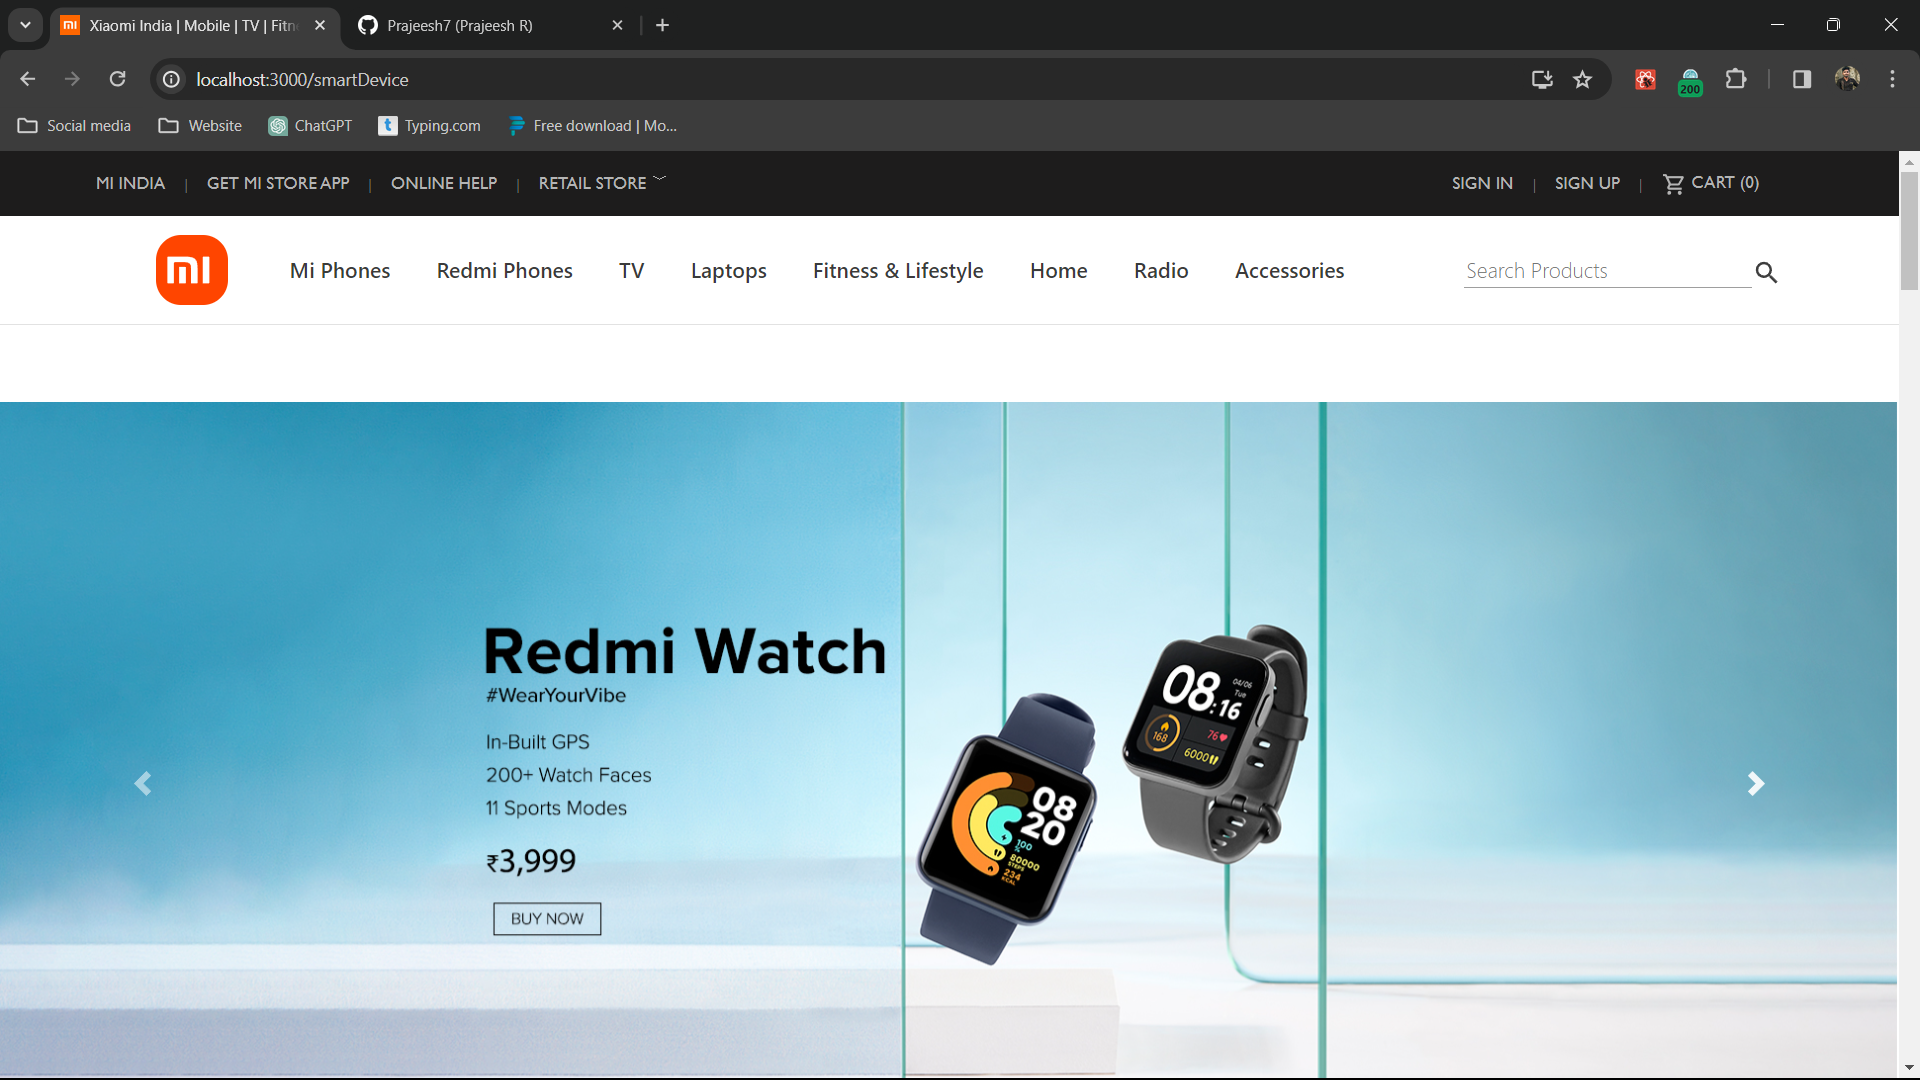 Xiaomi India | Mobile | TV | Fitn
Prajeesh7 (Prajeesh R)
localhost:3000/smartDevice
200
Social media
Website
ChatGPT
t Typing.com
Free download | Mo...
MI INDIA | GET MI STORE APP | ONLINE HELP | RETAIL STORE
SIGN IN | SIGN UP | CART (0)
mi
Mi Phones
Redmi Phones
TV
Laptops
Fitness & Lifestyle
Home
Radio
Accessories
Search Products
Redmi Watch
#WearYourVibe
In-Built GPS
200+ Watch Faces
11 Sports Modes
₹3,999
BUY NOW
04/06
Tue
08:16
76
168
6000
08
20
100
%
80000
STEPS
234
KCAL